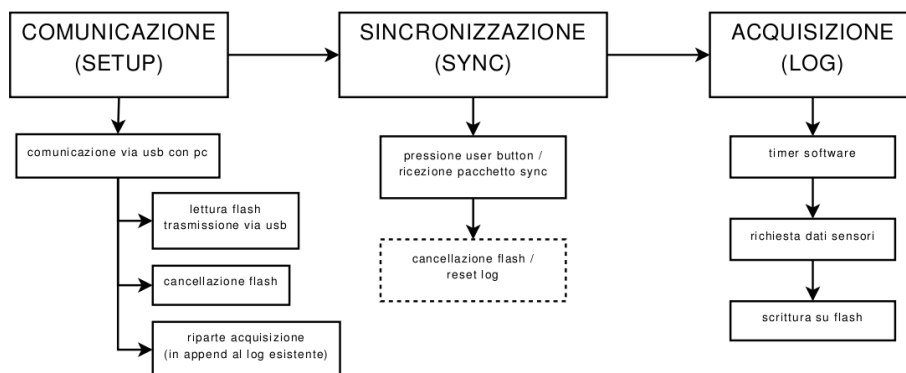 COMUNICAZIONE
(SETUP)
SINCRONIZZAZIONE
(SYNC)
ACQUISIZIONE
(LOG)
comunicazione via usb con pc
lettura flash
trasmissione via usb
cancellazione flash
riparte acquisizione
(in append al log esistente)
pressione user button /
ricezione pacchetto sync
cancellazione flash /
reset log
timer software
richiesta dati sensori
scrittura su flash